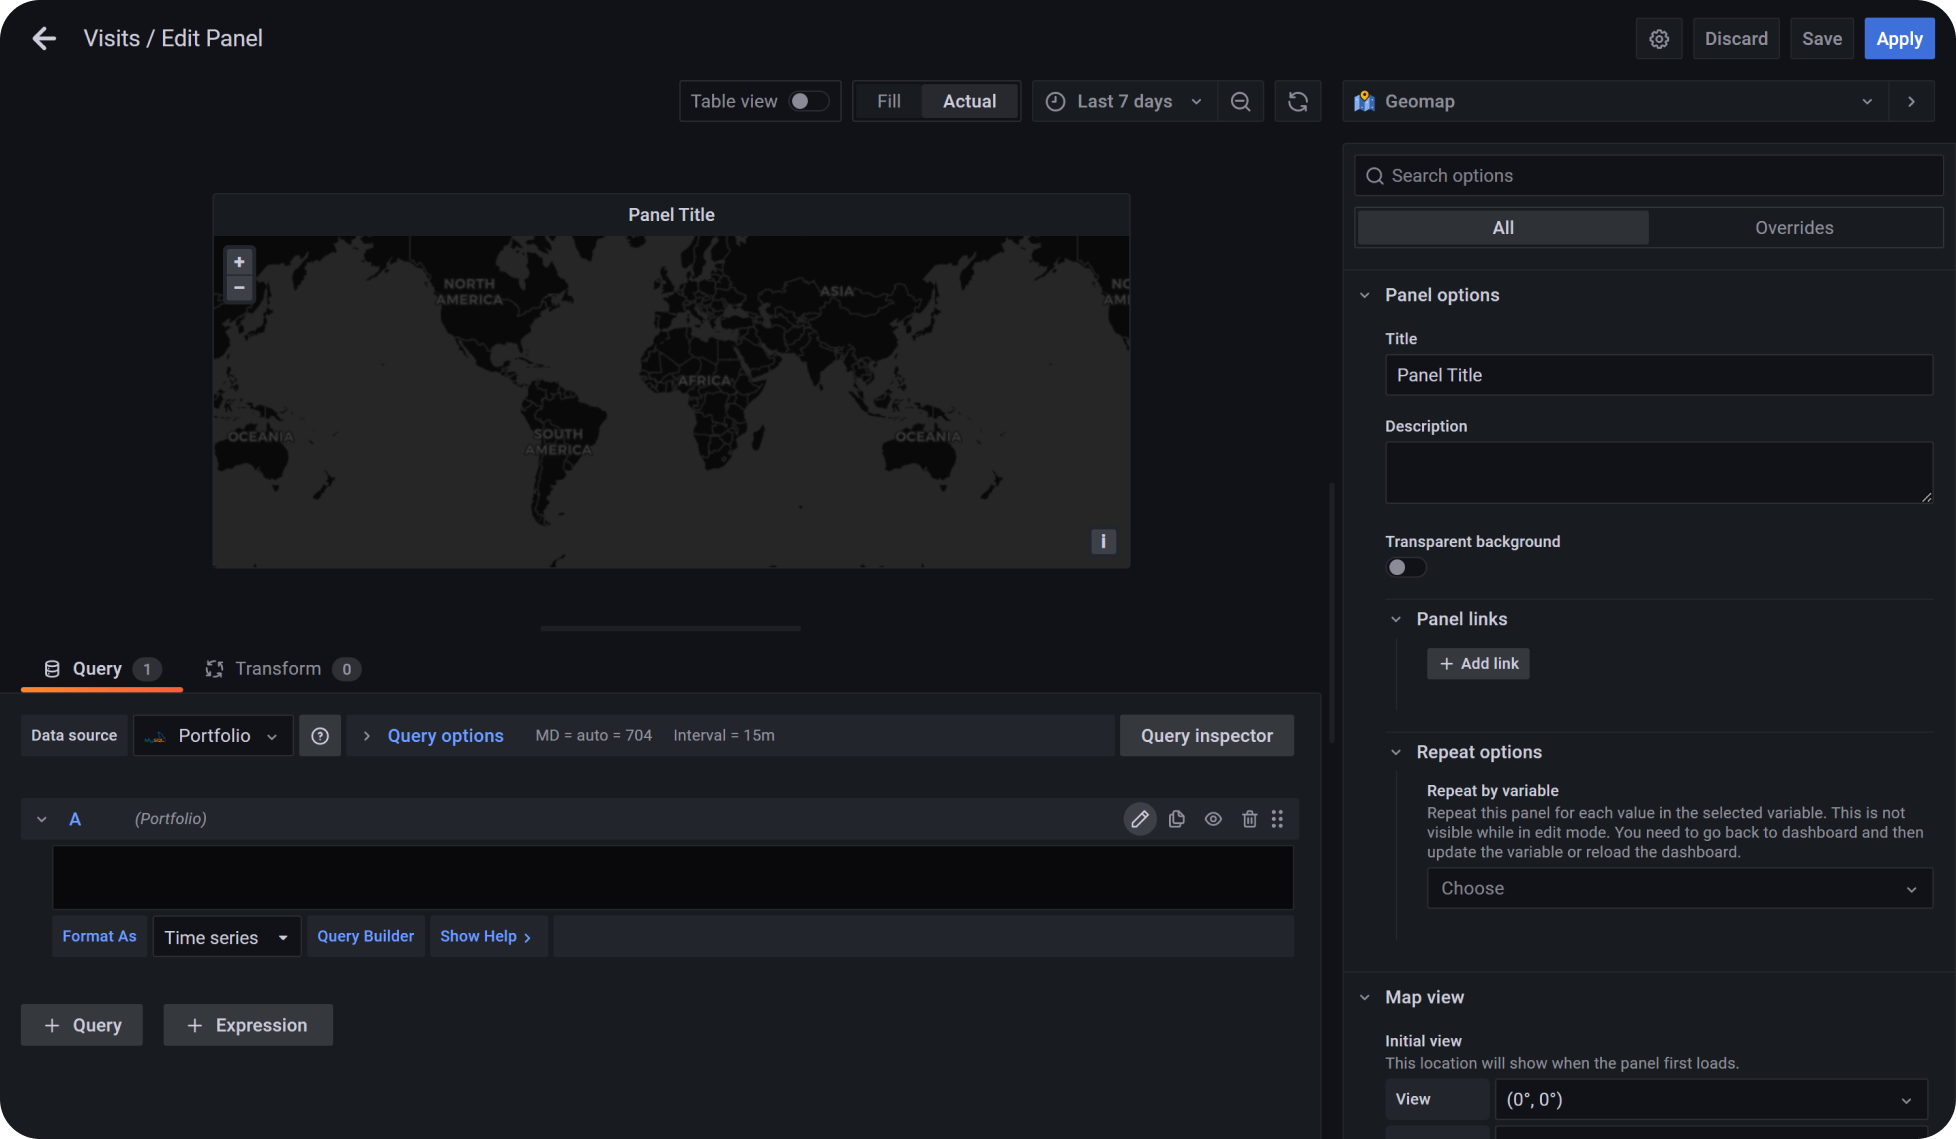 Visits / Edit Panel
Discard
Save
Apply
Table view
Fill
Actual
Last 7 days
Geomap
Search options
All
Overrides
Panel Title
+
−
NORTH
AMERICA
ASIA
NO
AMI
AFRICA
OCEANIA
SOUTH
AMERICA
OCEANIA
i
Panel options
Title
Panel Title
Description
Transparent background
Panel links
+ Add link
Repeat options
Repeat by variable
Repeat this panel for each value in the selected variable. This is not
visible while in edit mode. You need to go back to dashboard and then
update the variable or reload the dashboard.
Choose
Map view
Initial view
This location will show when the panel first loads.
View
(0°, 0°)
Query 1
Transform 0
Data source
Portfolio
Query options
MD = auto = 704
Interval = 15m
Query inspector
A
(Portfolio)
Format As
Time series
Query Builder
Show Help
+ Query
+ Expression